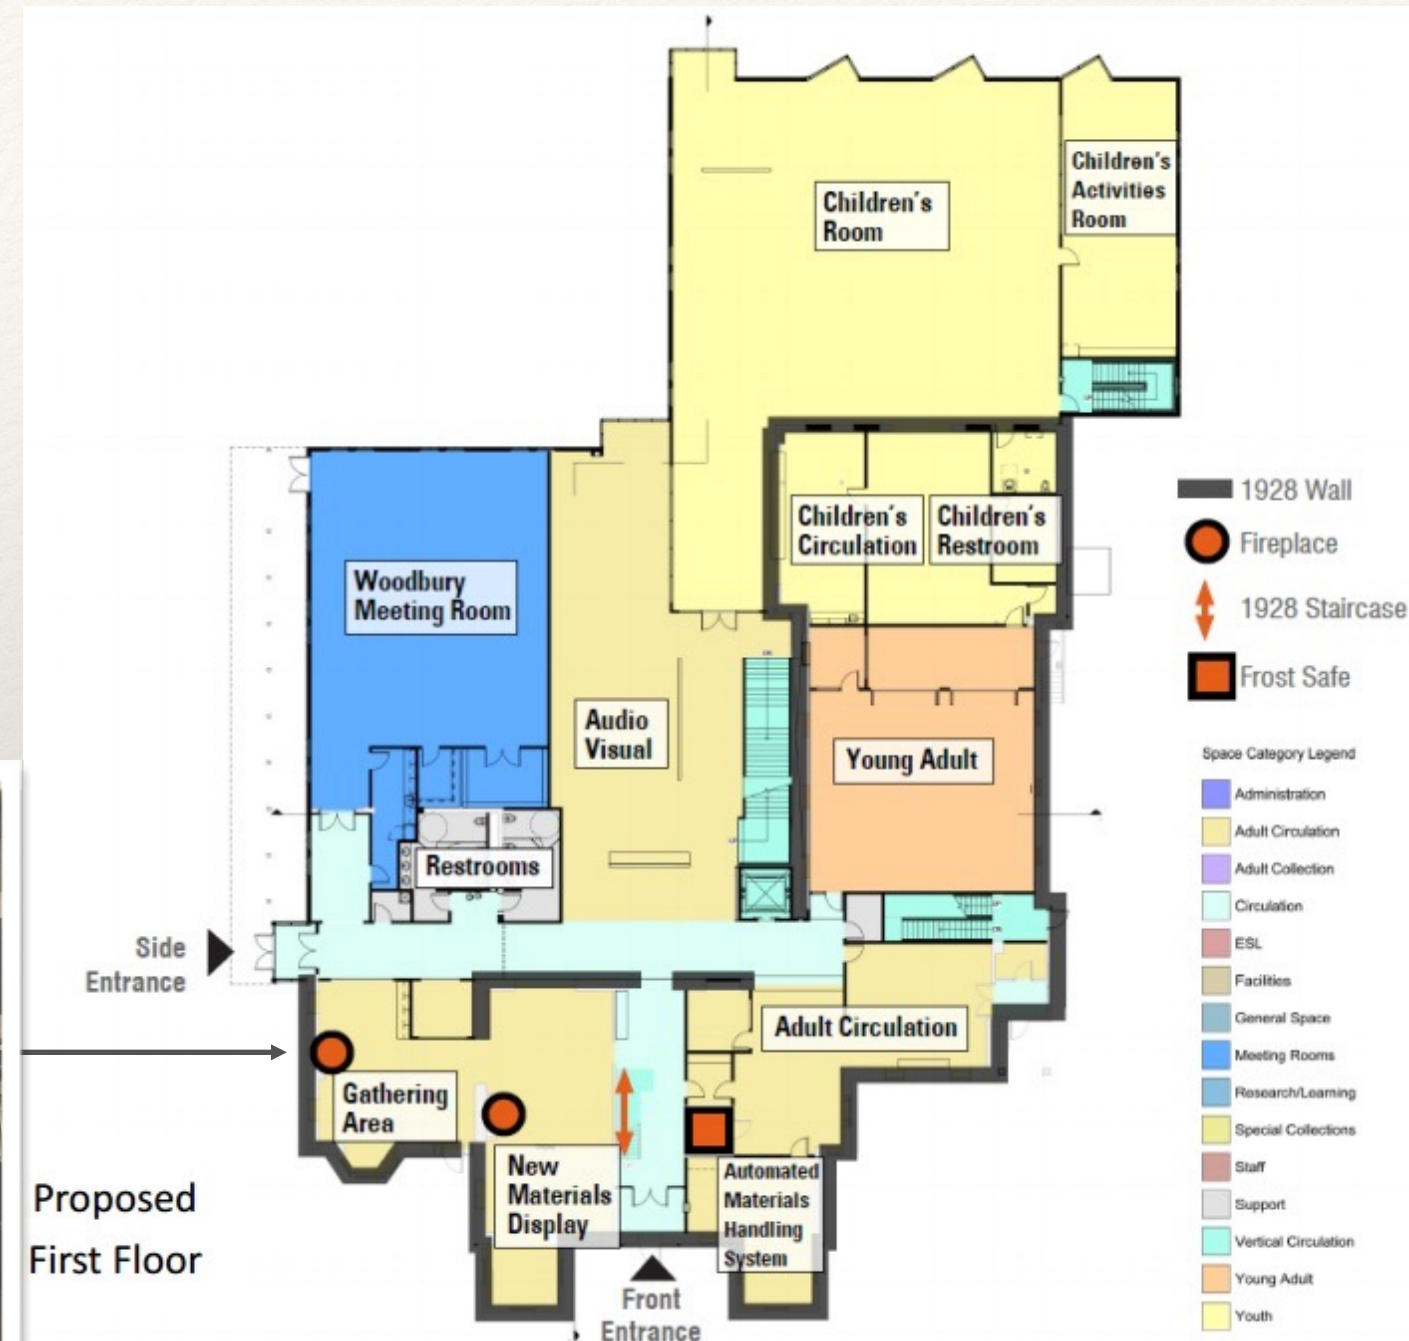 Children's
Room
Children's
Activities
Room
Children's
Circulation
Children's
Restroom
Woodbury
Meeting Room
Audio
Visual
Young Adult
Restrooms
Side
Entrance
Adult Circulation
Gathering
Area
New
Materials
Display
Automated
Materials
Handling
System
Front
Entrance
Proposed
First Floor
1928 Wall
Fireplace
1928 Staircase
Frost Safe
Space Category Legend
Administration
Adult Circulation
Adult Collection
Circulation
ESL
Facilities
General Space
Meeting Rooms
Research/Learning
Special Collections
Staff
Support
Vertical Circulation
Young Adult
Youth